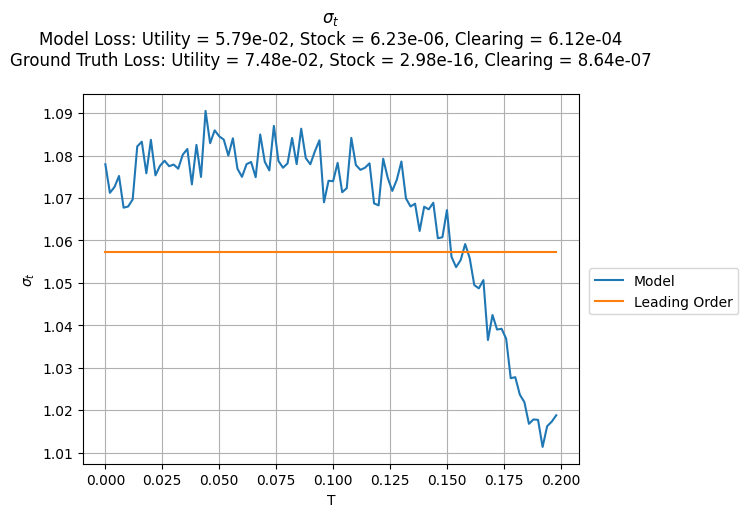 σ_t
Model Loss: Utility = 5.79e-02, Stock = 6.23e-06, Clearing = 6.12e-04
Ground Truth Loss: Utility = 7.48e-02, Stock = 2.98e-16, Clearing = 8.64e-07
1.09
1.08
1.07
1.06
1.05
1.04
1.03
1.02
1.01
σ_t
0.000 0.025 0.050 0.075 0.100 0.125 0.150 0.175 0.200
T
Model
Leading Order